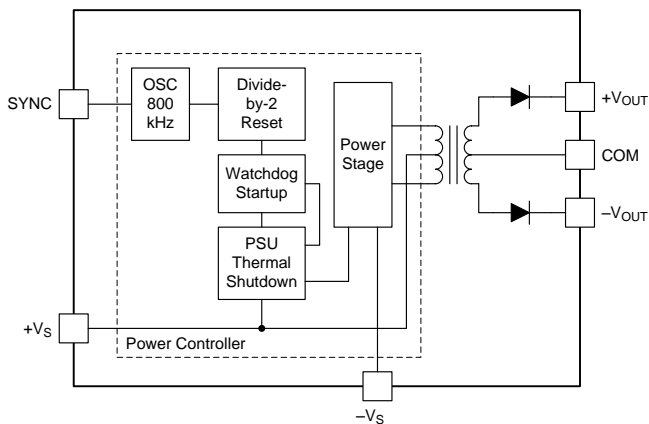 SYNC
OSC
800
kHz
Divide-
by-2
Reset
Watchdog
Startup
PSU
Thermal
Shutdown
Power
Stage
+VOUT
COM
–VOUT
+VS
Power Controller
–VS